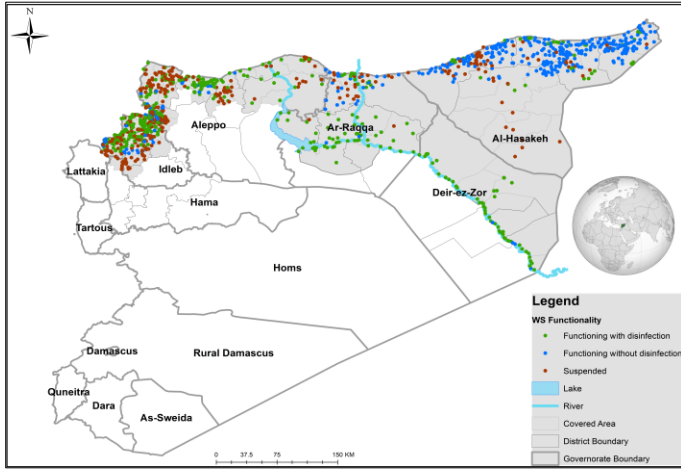 N
Aleppo
Ar-Raqqa
Al-Hasakeh
Lattakia
Idleb
Deir-ez-Zor
Hama
Tartous
Homs
Damascus
Rural Damascus
Quneitra
Dara
As-Sweida
0 37.5 75 150 KM
Legend
WS Functionality
Functioning with disinfection
Functioning without disinfection
Suspended
Lake
River
Covered Area
District Boundary
Governorate Boundary